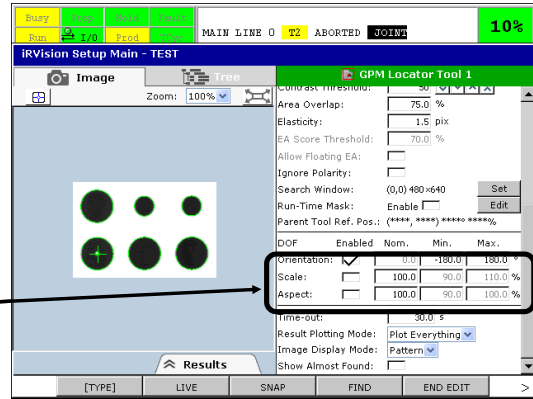 Busy Step Hold Fault
Run I/O Prod TCyc
MAIN LINE 0 T2 ABORTED JOINT
10%
iRVision Setup Main - TEST
Image
Tree
GPM Locator Tool 1
Zoom: 100%
Contrast Threshold: 50
Area Overlap: 75.0 %
Elasticity: 1.5 pix
EA Score Threshold: 70.0 %
Allow Floating EA:
Ignore Polarity:
Search Window: (0,0) 480×640 Set
Run-Time Mask: Enable Edit
Parent Tool Ref. Pos.: (****, ****) ****° ****%
DOF Enabled Nom. Min. Max.
Orientation: 0.0 -180.0 180.0 °
Scale: 100.0 90.0 110.0 %
Aspect: 100.0 90.0 100.0 %
Time-out: 30.0 s
Result Plotting Mode: Plot Everything
Image Display Mode: Pattern
Show Almost Found:
Results
[TYPE] LIVE SNAP FIND END EDIT >